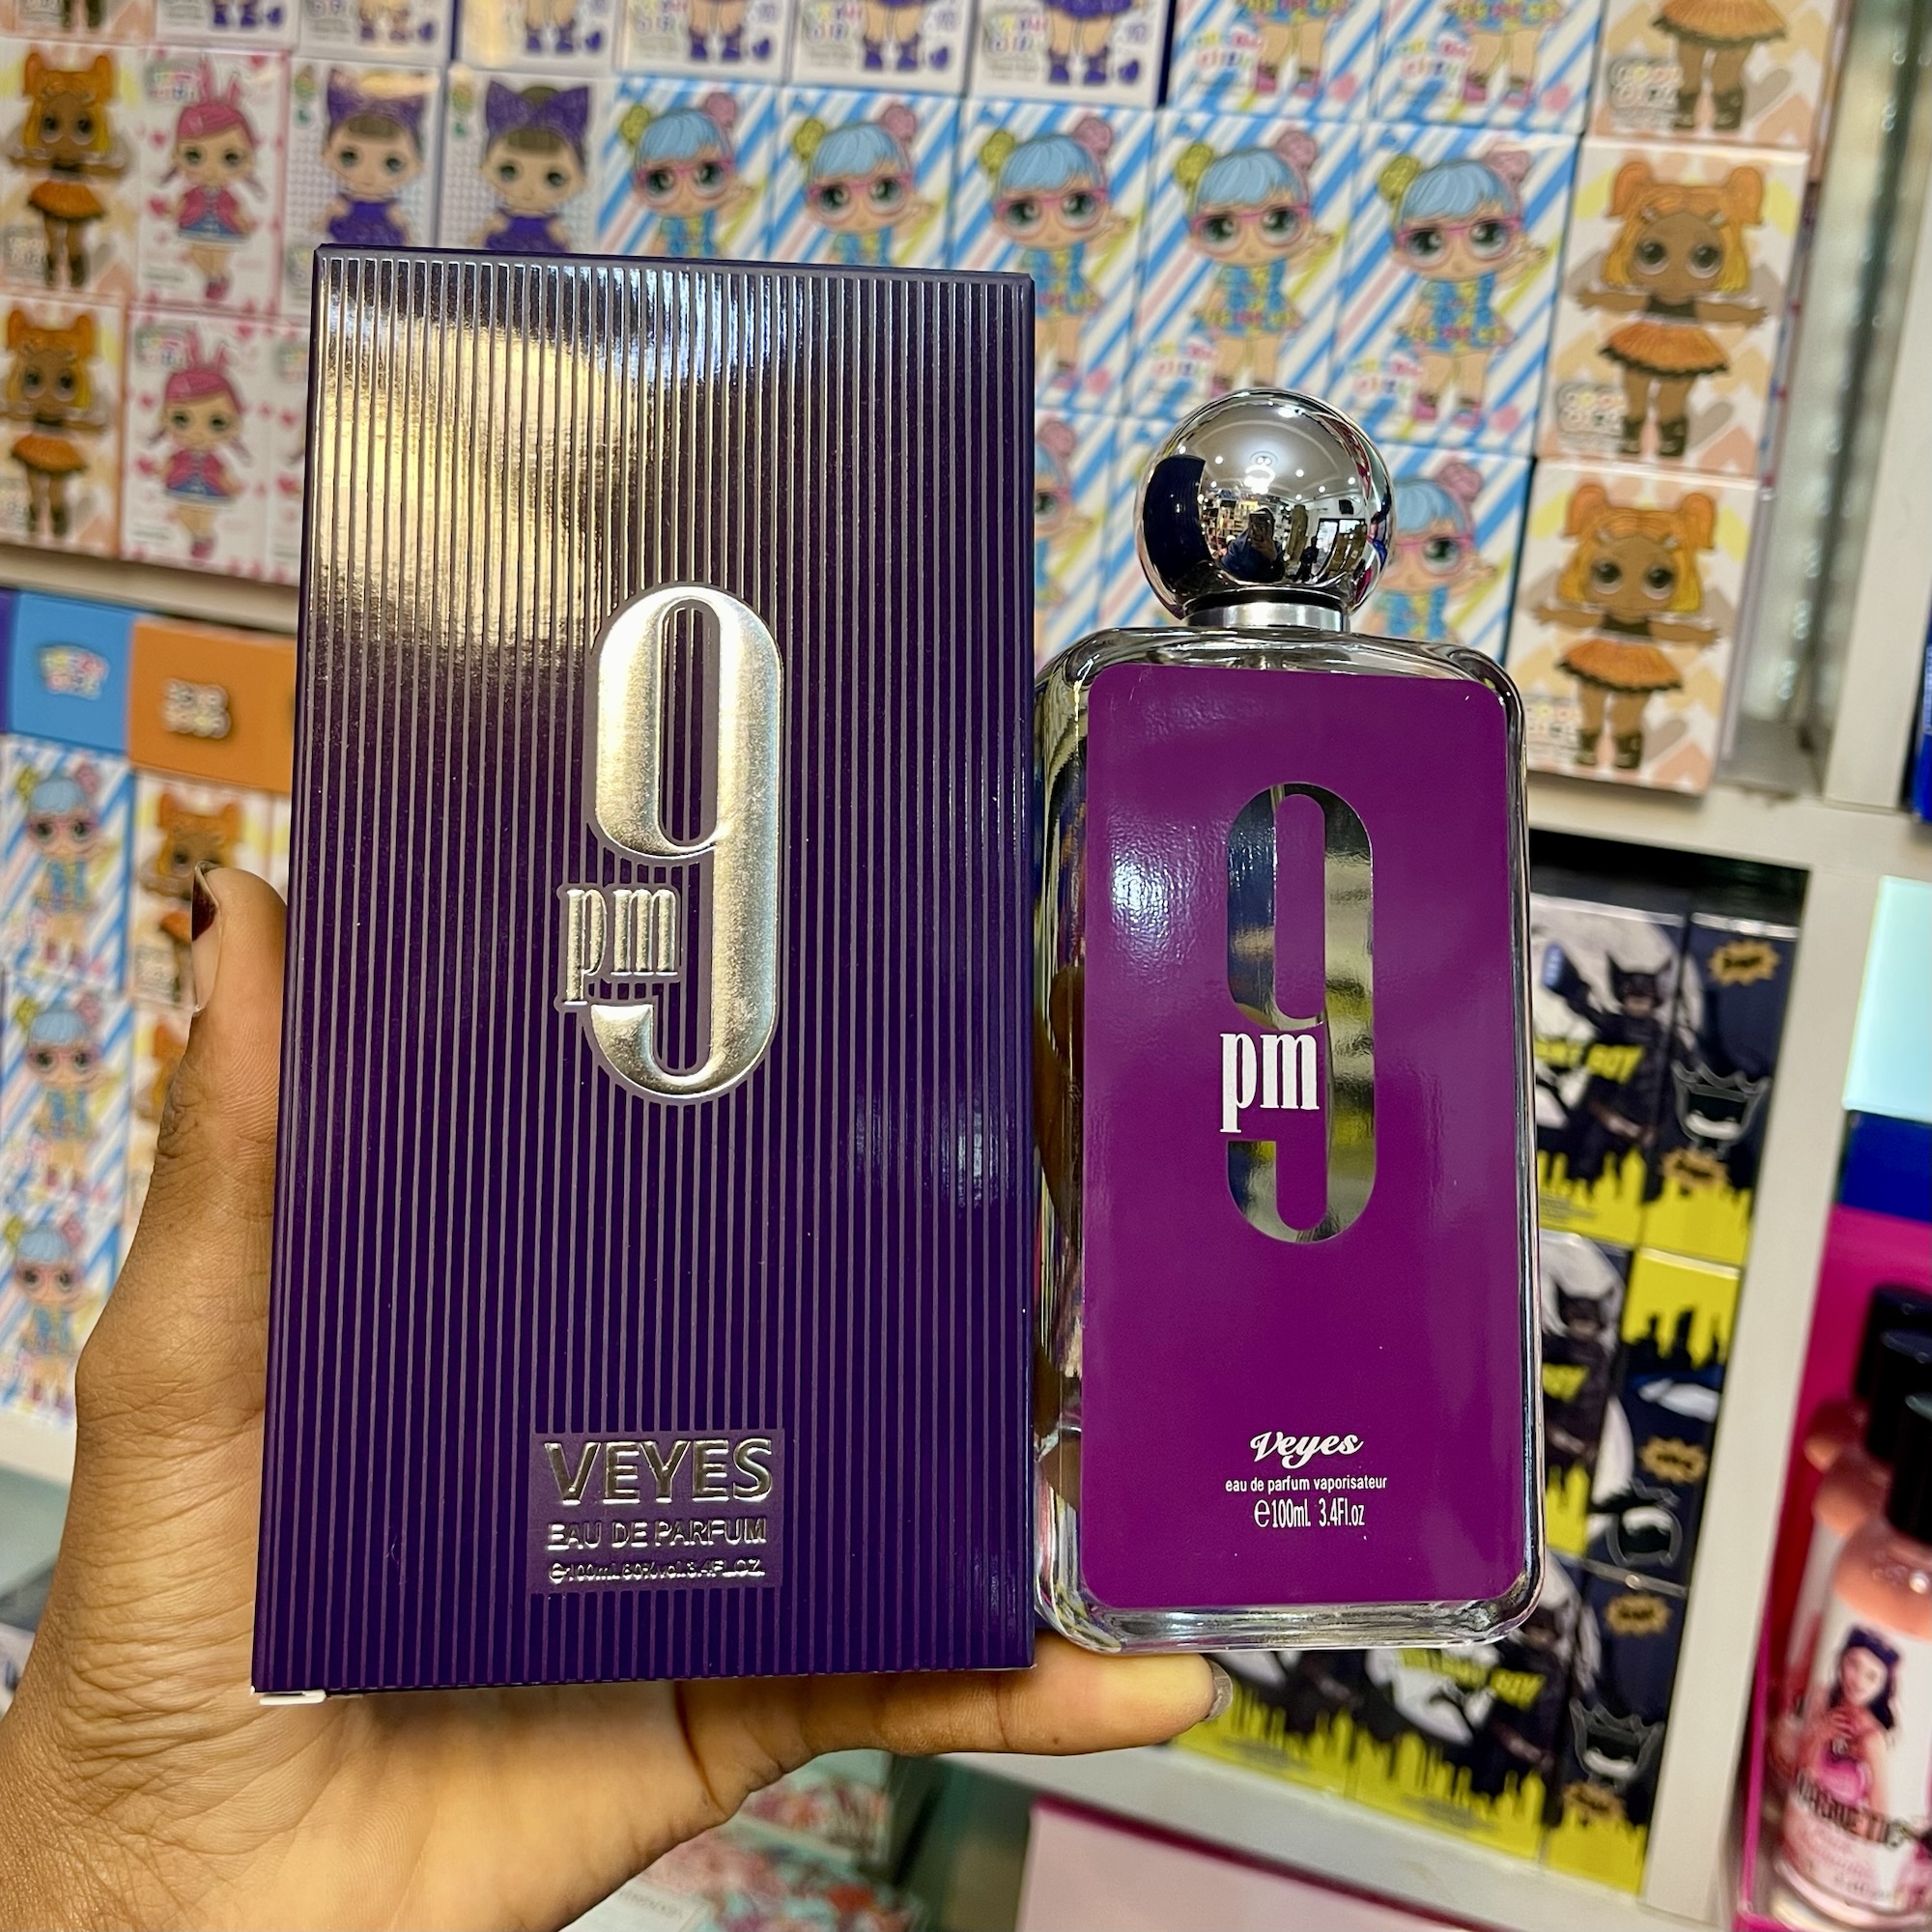 9
pm
VEYES
EAU DE PARFUM
℮100mL 80%vol 3.4FL.OZ
9
pm
Veyes
eau de parfum vaporisateur
℮100mL 3.4Fl.oz